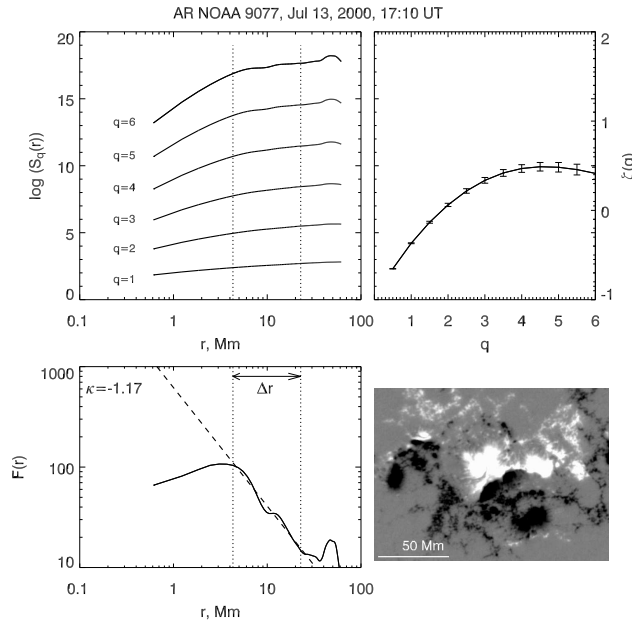 AR NOAA 9077, Jul 13, 2000, 17:10 UT
log (S_q(r))
20
15
10
5
0
q=6
q=5
q=4
q=3
q=2
q=1
0.1 1 10 100
r, Mm
2
1
0
-1
ζ(q)
1 2 3 4 5 6
q
F(r)
1000
100
10
κ=-1.17
Δr
0.1 1 10 100
r, Mm
50 Mm